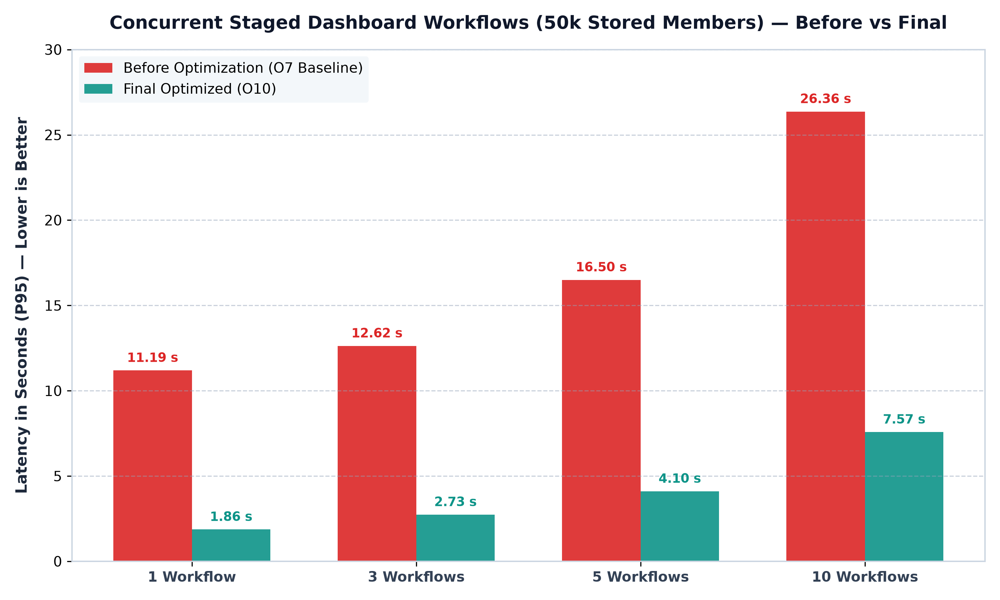 Concurrent Staged Dashboard Workflows (50k Stored Members) — Before vs Final
Before Optimization (O7 Baseline)
Final Optimized (O10)
Latency in Seconds (P95) — Lower is Better
30
25
20
15
10
5
0
11.19 s
1.86 s
12.62 s
2.73 s
16.50 s
4.10 s
26.36 s
7.57 s
1 Workflow
3 Workflows
5 Workflows
10 Workflows